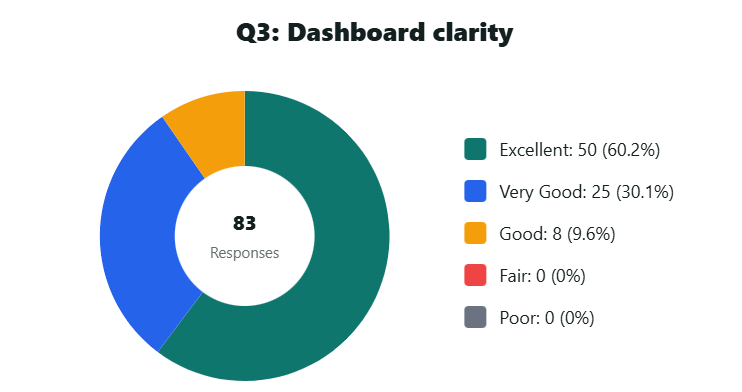 Q3: Dashboard clarity
83
Responses
Excellent: 50 (60.2%)
Very Good: 25 (30.1%)
Good: 8 (9.6%)
Fair: 0 (0%)
Poor: 0 (0%)